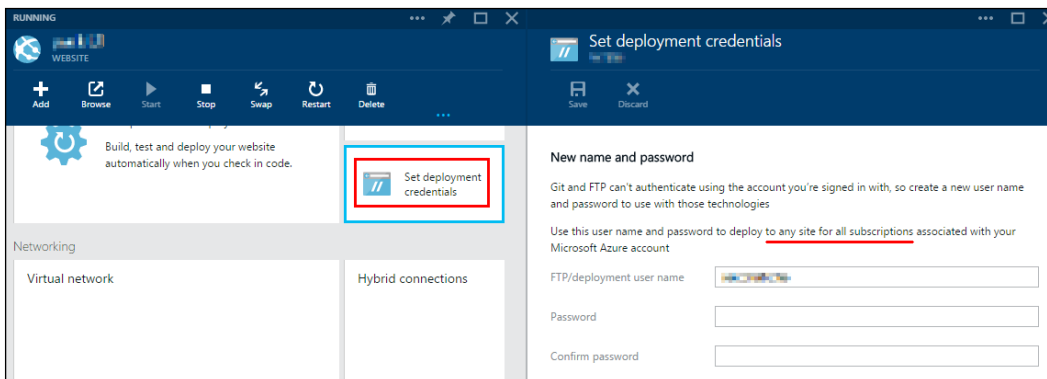 RUNNING
WEBSITE
Add
Browse
Start
Stop
Swap
Restart
Delete
Build, test and deploy your website
automatically when you check in code.
Set deployment
credentials
Networking
Virtual network
Hybrid connections
Set deployment credentials
Save
Discard
New name and password
Git and FTP can't authenticate using the account you're signed in with, so create a new user name
and password to use with those technologies
Use this user name and password to deploy to any site for all subscriptions associated with your
Microsoft Azure account
FTP/deployment user name
Password
Confirm password